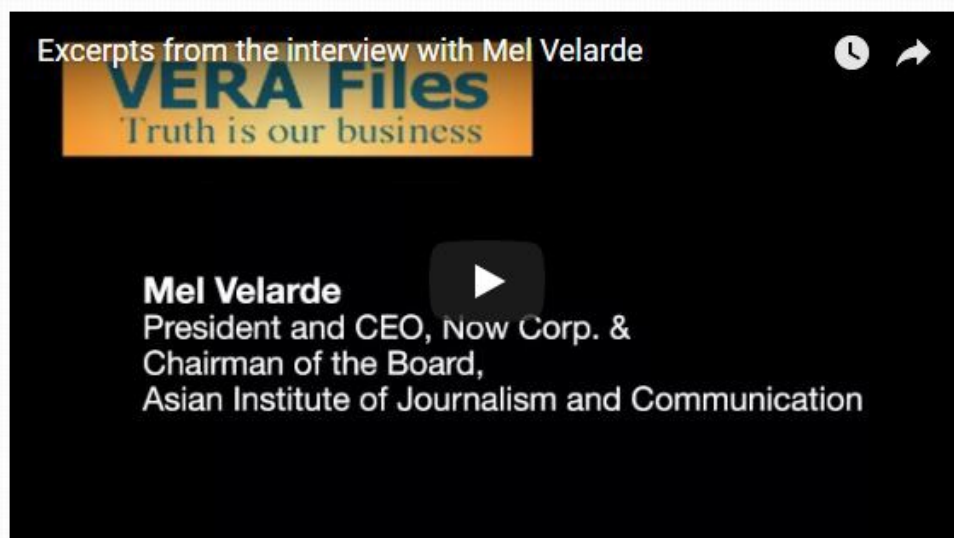 Excerpts from the interview with Mel Velarde
VERA Files
Truth is our business
Mel Velarde
President and CEO, Now Corp. &
Chairman of the Board,
Asian Institute of Journalism and Communication